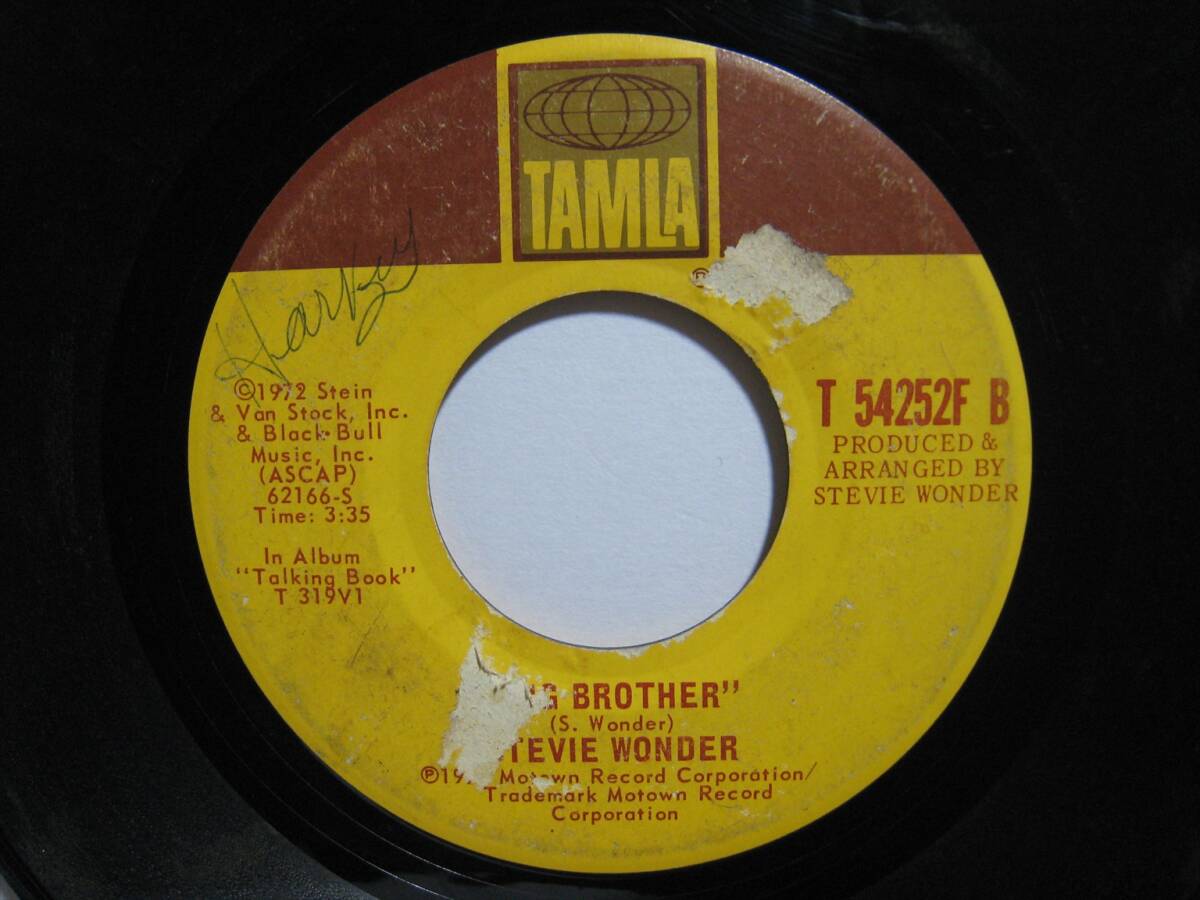 TAMLA
℗
Harvey
©1972 Stein
& Van Stock, Inc.
& Black Bull
Music, Inc.
(ASCAP)
62166-S
Time: 3:35
In Album
"Talking Book"
T 319V1
T 54252F B
PRODUCED &
ARRANGED BY
STEVIE WONDER
IG BROTHER"
(S. Wonder)
TEVIE WONDER
℗197 Motown Record Corporation/
Trademark Motown Record
Corporation